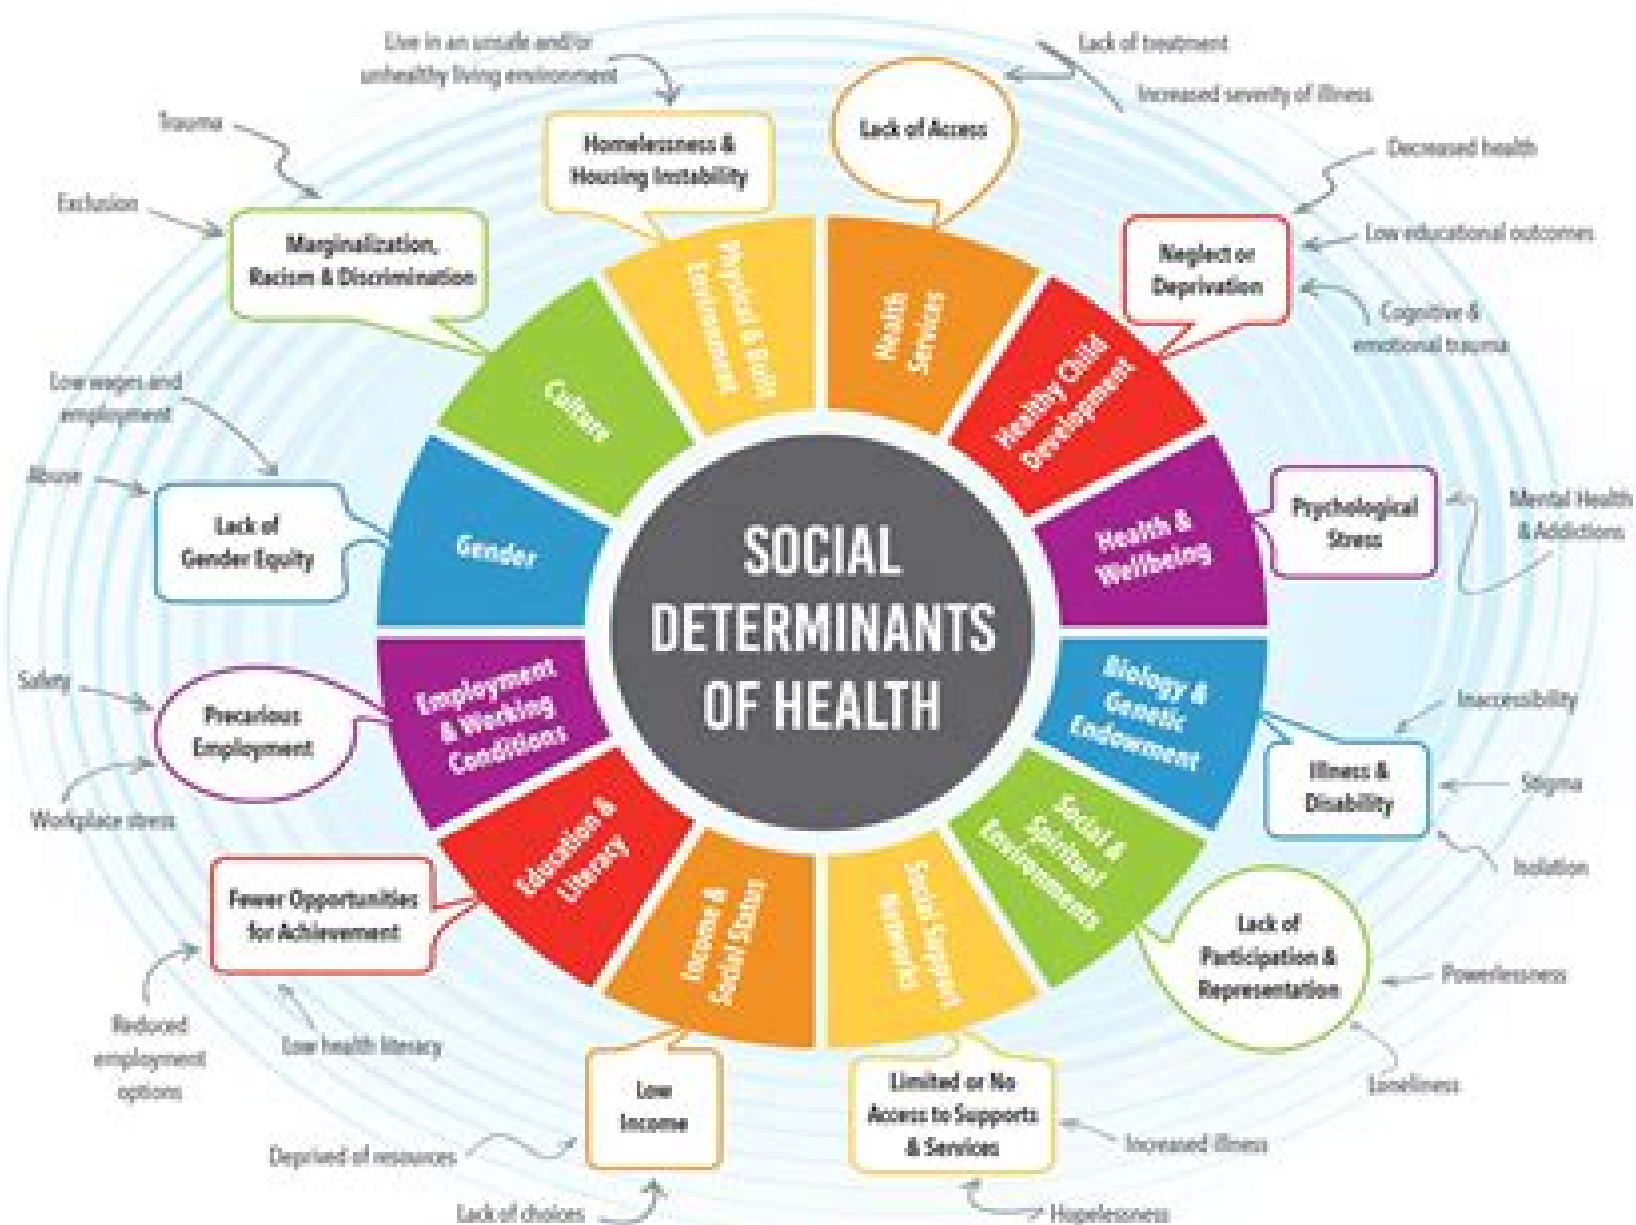 SOCIAL
DETERMINANTS
OF HEALTH
Health
Services
Lack of Access
Lack of treatment
Increased severity of illness
Healthy Child
Development
Neglect or
Deprivation
Decreased health
Low educational outcomes
Cognitive &
emotional trauma
Health &
Wellbeing
Psychological
Stress
Mental Health
& Addictions
Biology &
Genetic
Endowment
Illness &
Disability
Inaccessibility
Stigma
Isolation
Social &
Spiritual
Environments
Lack of
Participation &
Representation
Powerlessness
Loneliness
Social Support
Networks
Limited or No
Access to Supports
& Services
Increased illness
Hopelessness
Income &
Social Status
Low
Income
Deprived of resources
Lack of choices
Education &
Literacy
Fewer Opportunities
for Achievement
Reduced
employment
options
Low health literacy
Employment
& Working
Conditions
Precarious
Employment
Safety
Workplace stress
Gender
Lack of
Gender Equity
Low wages and
employment
Abuse
Culture
Marginalization,
Racism & Discrimination
Trauma
Exclusion
Physical & Built
Environment
Homelessness &
Housing Instability
Live in an unsafe and/or
unhealthy living environment